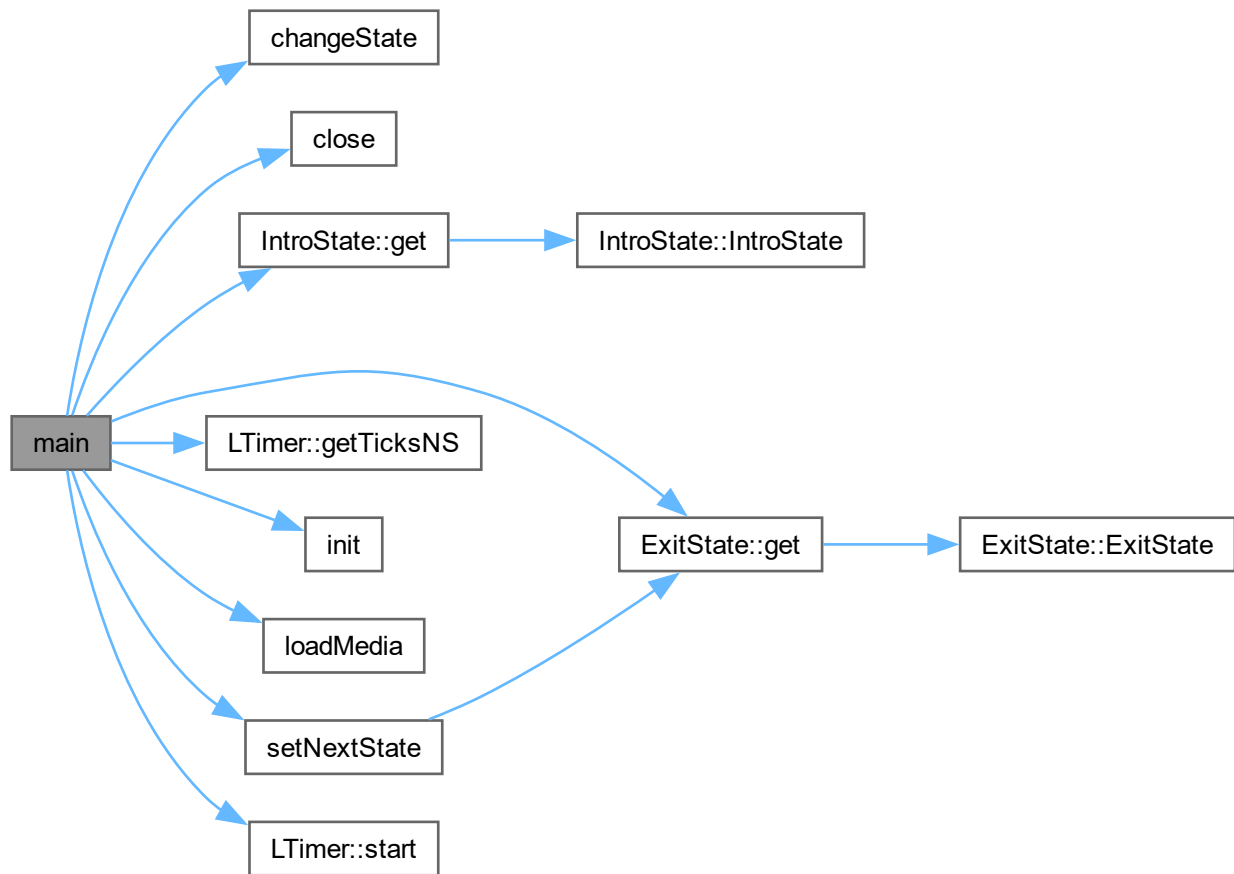 changeState
close
IntroState::get
IntroState::IntroState
main
LTimer::getTicksNS
init
ExitState::get
ExitState::ExitState
loadMedia
setNextState
LTimer::start